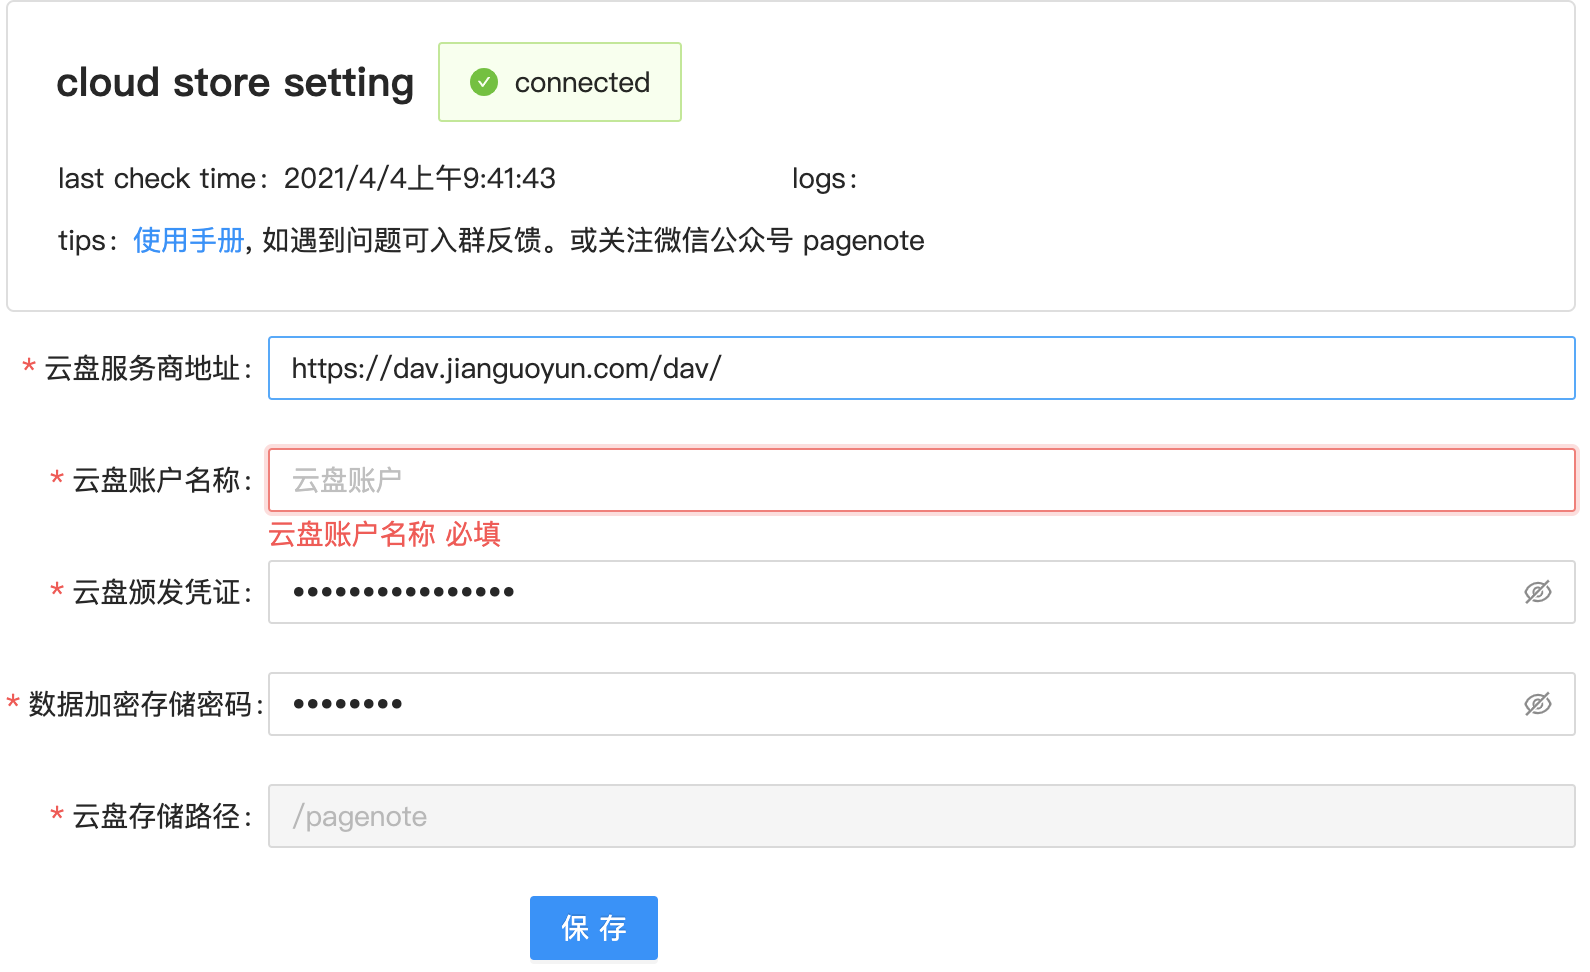 cloud store setting connected
last check time：2021/4/4上午9:41:43 logs：
tips：使用手册, 如遇到问题可入群反馈。或关注微信公众号 pagenote
* 云盘服务商地址： https://dav.jianguoyun.com/dav/
* 云盘账户名称： 云盘账户
云盘账户名称 必填
* 云盘颁发凭证： ••••••••••••••••
* 数据加密存储密码： ••••••••
* 云盘存储路径： /pagenote
保 存